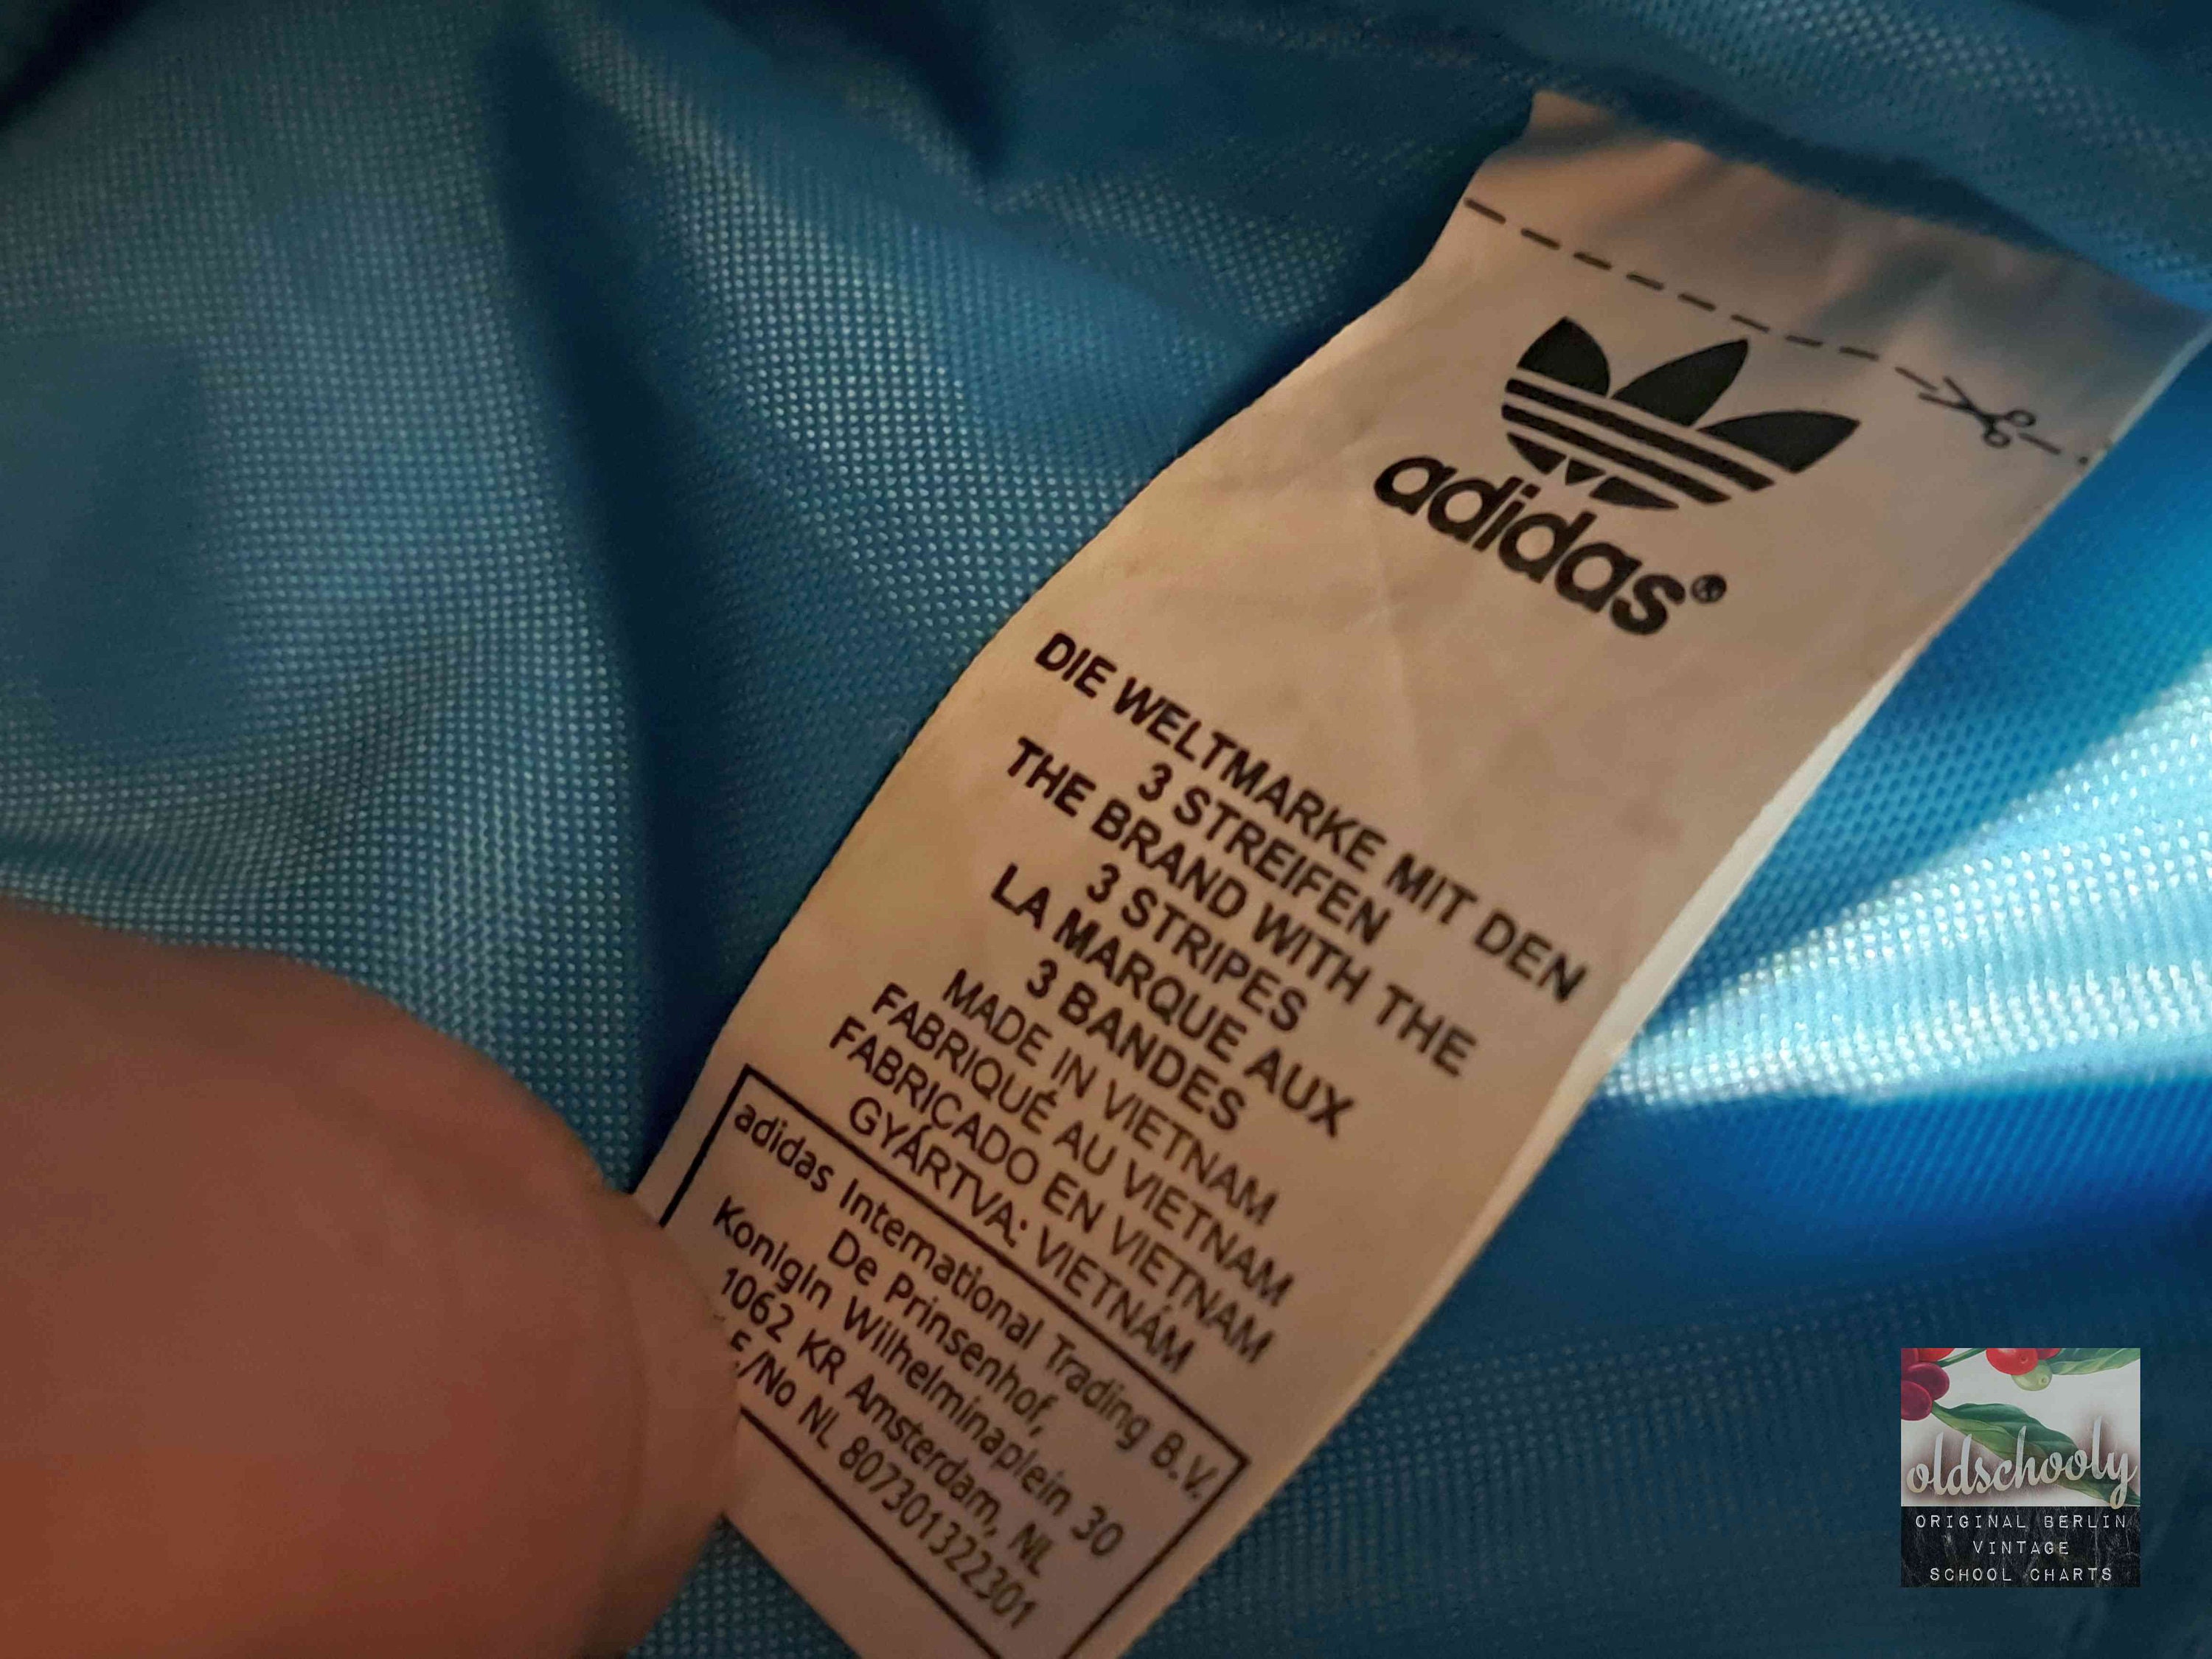 adidas®
DIE WELTMARKE MIT DEN
3 STREIFEN
THE BRAND WITH THE
3 STRIPES
LA MARQUE AUX
3 BANDES
MADE IN VIETNAM
FABRIQUÉ AU VIETNAM
FABRICADO EN VIETNAM
GYÁRTVA: VIETNÁM
adidas International Trading B.V.
De Prinsenhof,
KonigIn Wilhelminaplein 30
1062 KR Amsterdam, NL
/No NL 807301322301
oldschooly
ORIGINAL BERLIN
VINTAGE
SCHOOL CHARTS